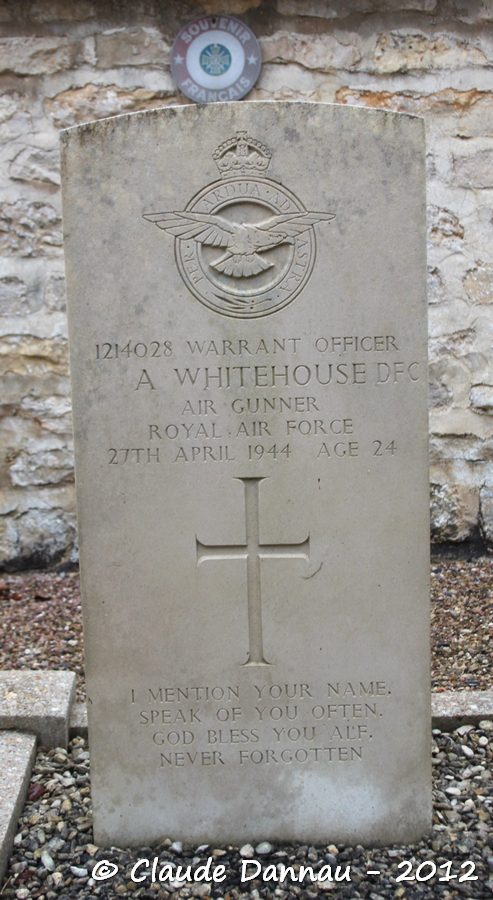 SOUVENIR
FRANÇAIS
PER ARDUA AD ASTRA
1214028 WARRANT OFFICER
A WHITEHOUSE DFC
AIR GUNNER
ROYAL AIR FORCE
27TH APRIL 1944 AGE 24
I MENTION YOUR NAME,
SPEAK OF YOU OFTEN.
GOD BLESS YOU ALF.
NEVER FORGOTTEN
© Claude Dannau - 2012